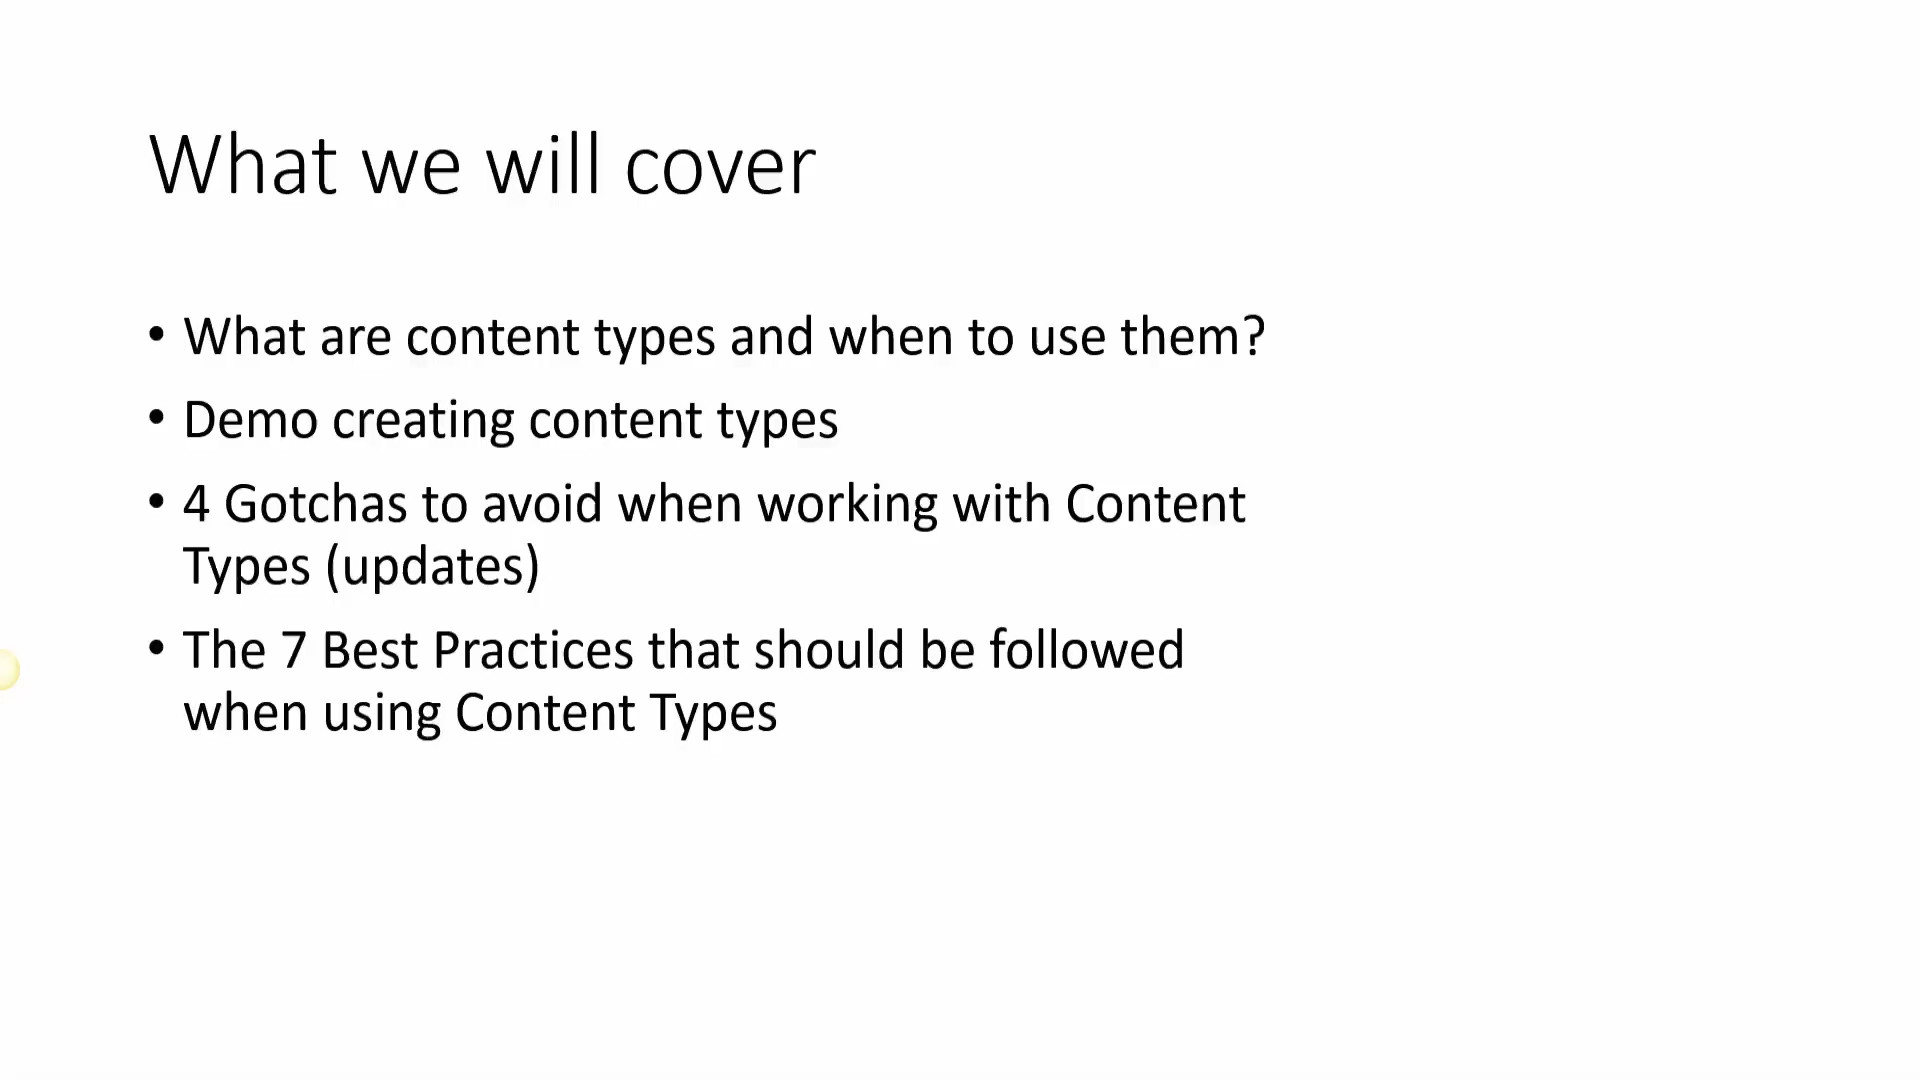 What we will cover
• What are content types and when to use them?
• Demo creating content types
• 4 Gotchas to avoid when working with Content
Types (updates)
• The 7 Best Practices that should be followed
when using Content Types